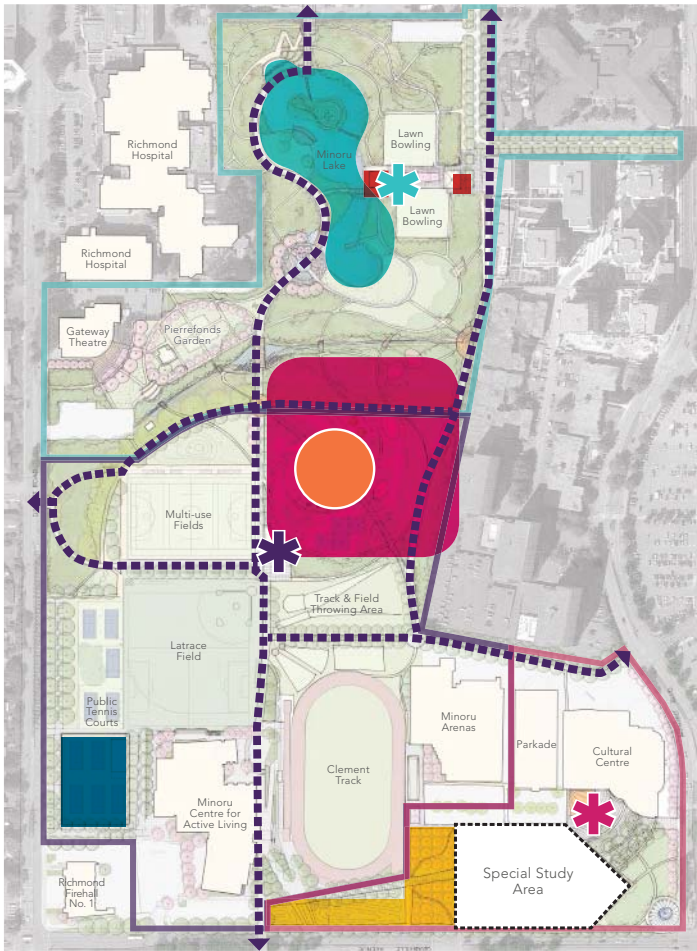 Richmond
Hospital
Lawn
Bowling
Minoru
Lake
Lawn
Bowling
Richmond
Hospital
Gateway
Theatre
Pierrefonds
Garden
Multi-use
Fields
Track & Field
Throwing Area
Latrace
Field
Public
Tennis
Courts
Minoru
Arenas
Parkade
Cultural
Centre
Clement
Track
Minoru
Centre for
Active Living
Richmond
Firehall
No. 1
Special Study
Area